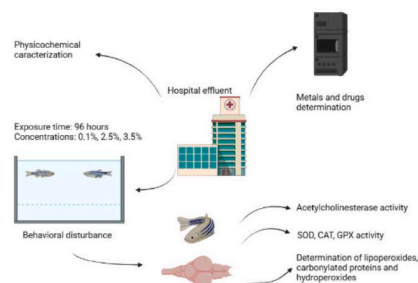 Physicochemical
caracterization
Hospital effluent
Metals and drugs
determination
Exposure time: 96 hours
Concentrations: 0.1%, 2.5%, 3.5%
Behavioral disturbance
Acetylcholinesterase activity
SOD, CAT, GPX activity
Determination of lipoperoxides,
carbonylated proteins and
hydroperoxides